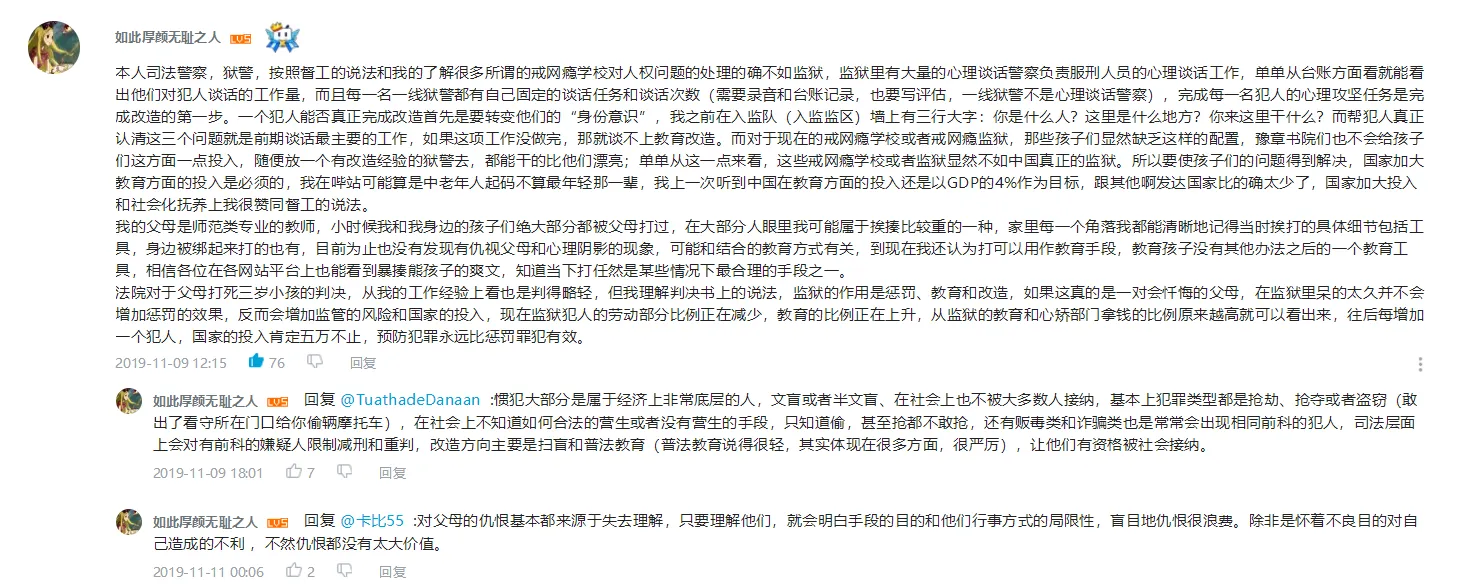 如此厚颜无耻之人 LV5
本人司法警察，狱警，按照督工的说法和我的了解很多所谓的戒网瘾学校对人权问题的处理的确不如监狱，监狱里有大量的心理谈话警察负责服刑人员的心理谈话工作，单单从台账方面看就能看
出他们对犯人谈话的工作量，而且每一名一线狱警都有自己固定的谈话任务和谈话次数（需要录音和台账记录，也要写评估，一线狱警不是心理谈话警察），完成每一名犯人的心理攻坚任务是完
成改造的第一步。一个犯人能否真正完成改造首先是要转变他们的“身份意识”，我之前在入监队（入监监区）墙上有三行大字：你是什么人？这里是什么地方？你来这里干什么？而帮犯人真正
认清这三个问题就是前期谈话最主要的工作，如果这项工作没做完，那就谈不上教育改造。而对于现在的戒网瘾学校或者戒网瘾监狱，那些孩子们显然缺乏这样的配置，豫章书院们也不会给孩子
们这方面一点投入，随便放一个有改造经验的狱警去，都能干的比他们漂亮；单单从这一点来看，这些戒网瘾学校或者监狱显然不如中国真正的监狱。所以要使孩子们的问题得到解决，国家加大
教育方面的投入是必须的，我在哔站可能算是中老年人起码不算最年轻那一辈，我上一次听到中国在教育方面的投入还是以GDP的4%作为目标，跟其他啊发达国家比的确太少了，国家加大投入
和社会化抚养上我很赞同督工的说法。
我的父母是师范类专业的教师，小时候我和我身边的孩子们绝大部分都被父母打过，在大部分人眼里我可能属于挨揍比较重的一种，家里每一个角落我都能清晰地记得当时挨打的具体细节包括工
具，身边被绑起来打的也有，目前为止也没有发现有仇视父母和心理阴影的现象，可能和结合的教育方式有关，到现在我还认为打可以用作教育手段，教育孩子没有其他办法之后的一个教育工
具，相信各位在各网站平台上也能看到暴揍熊孩子的爽文，知道当下打任然是某些情况下最合理的手段之一。
法院对于父母打死三岁小孩的判决，从我的工作经验上看也是判得略轻，但我理解判决书上的说法，监狱的作用是惩罚、教育和改造，如果这真的是一对会忏悔的父母，在监狱里呆的太久并不会
增加惩罚的效果，反而会增加监管的风险和国家的投入，现在监狱犯人的劳动部分比例正在减少，教育的比例正在上升，从监狱的教育和心矫部门拿钱的比例原来越高就可以看出来，往后每增加
一个犯人，国家的投入肯定五万不止，预防犯罪永远比惩罚罪犯有效。
2019-11-09 12:15 76 回复
如此厚颜无耻之人 LV5 回复 @TuathadeDanaan :惯犯大部分是属于经济上非常底层的人，文盲或者半文盲、在社会上也不被大多数人接纳，基本上犯罪类型都是抢劫、抢夺或者盗窃（敢
出了看守所在门口给你偷辆摩托车），在社会上不知道如何合法的营生或者没有营生的手段，只知道偷，甚至抢都不敢抢，还有贩毒类和诈骗类也是常常会出现相同前科的犯人，司法层面
上会对有前科的嫌疑人限制减刑和重判，改造方向主要是扫盲和普法教育（普法教育说得很轻，其实体现在很多方面，很严厉），让他们有资格被社会接纳。
2019-11-09 18:01 7 回复
如此厚颜无耻之人 LV5 回复 @卡比55 :对父母的仇恨基本都来源于失去理解，只要理解他们，就会明白手段的目的和他们行事方式的局限性，盲目地仇恨很浪费。除非是怀着不良目的对自
己造成的不利 ，不然仇恨都没有太大价值。
2019-11-11 00:06 2 回复